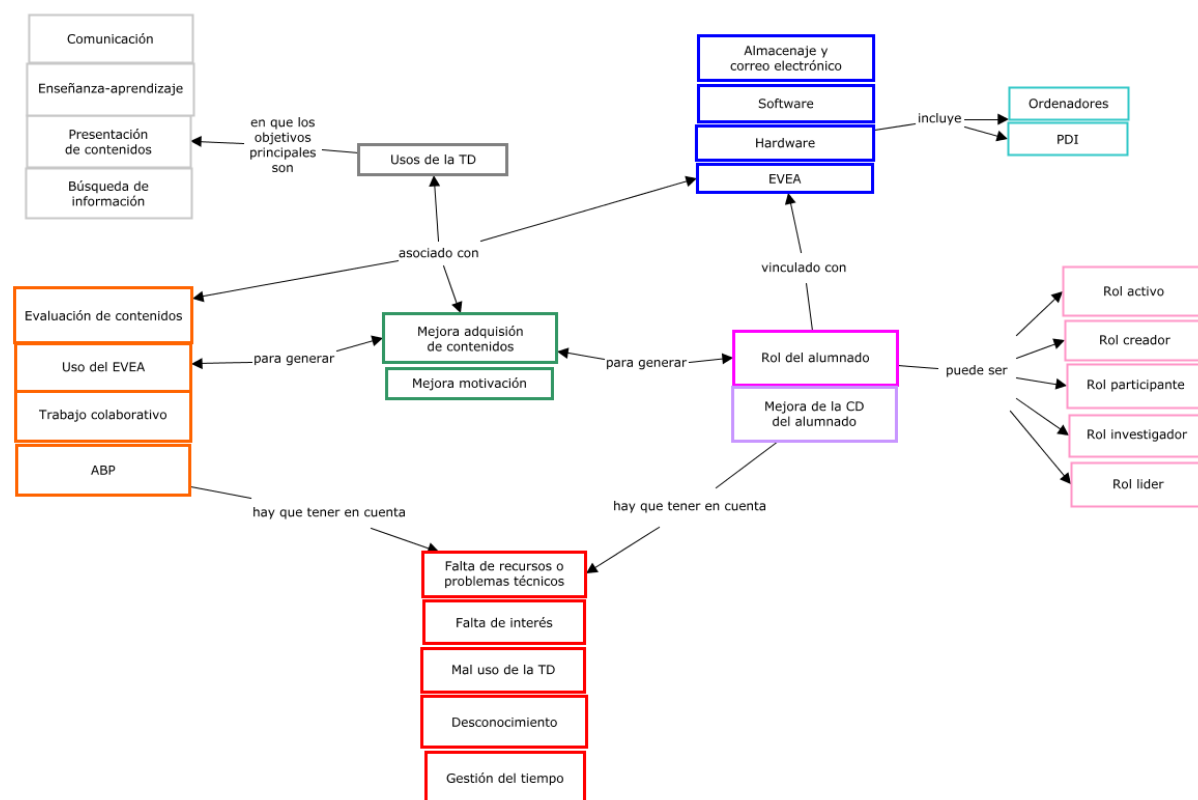 Comunicación
Enseñanza-aprendizaje
Presentación
de contenidos
Búsqueda de
información
en que los
objetivos
principales
son
Usos de la TD
Almacenaje y
correo electrónico
Software
Hardware
EVEA
incluye
Ordenadores
PDI
asociado con
vinculado con
Evaluación de contenidos
Uso del EVEA
Trabajo colaborativo
ABP
para generar
Mejora adquisión
de contenidos
Mejora motivación
para generar
Rol del alumnado
Mejora de la CD
del alumnado
puede ser
Rol activo
Rol creador
Rol participante
Rol investigador
Rol lider
hay que tener en cuenta
hay que tener en cuenta
Falta de recursos o
problemas técnicos
Falta de interés
Mal uso de la TD
Desconocimiento
Gestión del tiempo